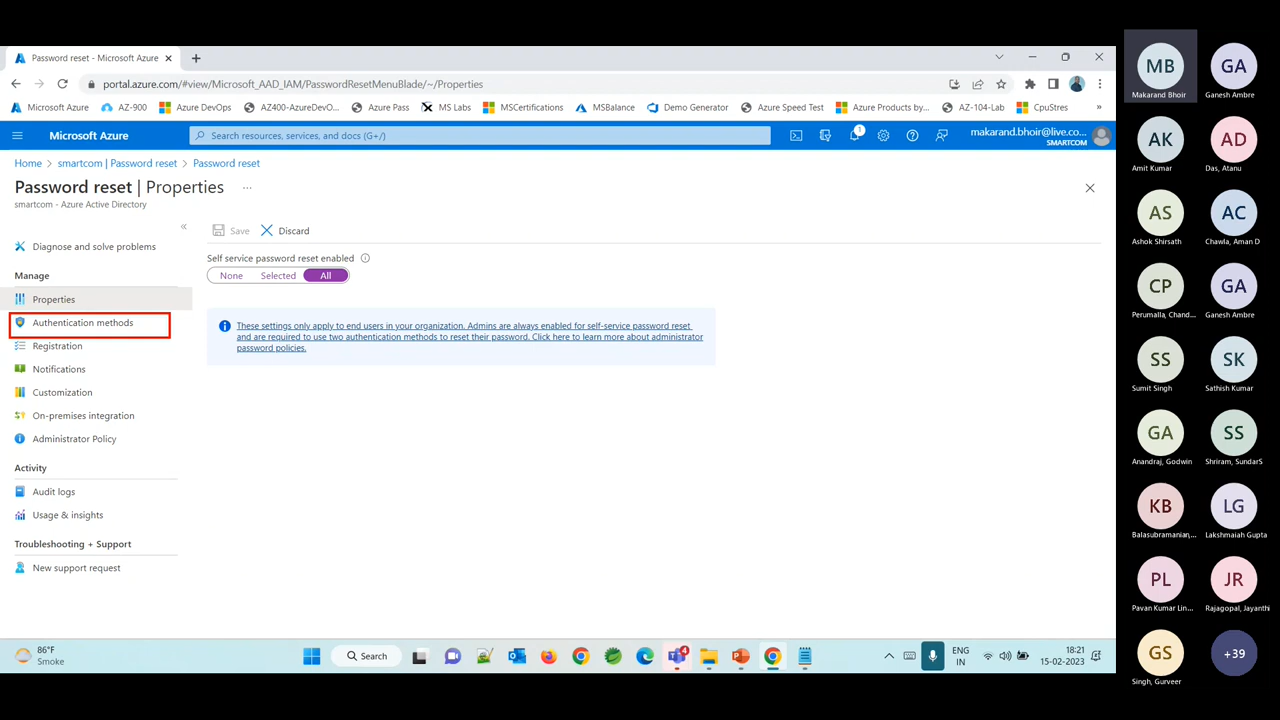 Password reset - Microsoft Azure
portal.azure.com/#view/Microsoft_AAD_IAM/PasswordResetMenuBlade/~/Properties
Microsoft Azure AZ-900 Azure DevOps AZ400-AzureDevO... Azure Pass MS Labs MSCertifications MSBalance Demo Generator Azure Speed Test Azure Products by... AZ-104-Lab CpuStres »
Microsoft Azure
Search resources, services, and docs (G+/)
1
makarand.bhoir@live.co...
SMARTCOM
Home > smartcom | Password reset > Password reset
Password reset | Properties ...
smartcom - Azure Active Directory
«
Diagnose and solve problems
Manage
Properties
Authentication methods
Registration
Notifications
Customization
On-premises integration
Administrator Policy
Activity
Audit logs
Usage & insights
Troubleshooting + Support
New support request
Save Discard
Self service password reset enabled
None Selected All
These settings only apply to end users in your organization. Admins are always enabled for self-service password reset
and are required to use two authentication methods to reset their password. Click here to learn more about administrator
password policies.
86°F
Smoke
Search
4
ENG
IN
18:21
15-02-2023
MB GA
Makarand Bhoir Ganesh Ambre
AK AD
Amit Kumar Das, Atanu
AS AC
Ashok Shirsath Chawla, Aman D
CP GA
Perumalla, Chand... Ganesh Ambre
SS SK
Sumit Singh Sathish Kumar
GA SS
Anandraj, Godwin Shriram, SundarS
KB LG
Balasubramanian,... Lakshmaiah Gupta
PL JR
Pavan Kumar Lin... Rajagopal, Jayanthi
GS +39
Singh, Gurveer